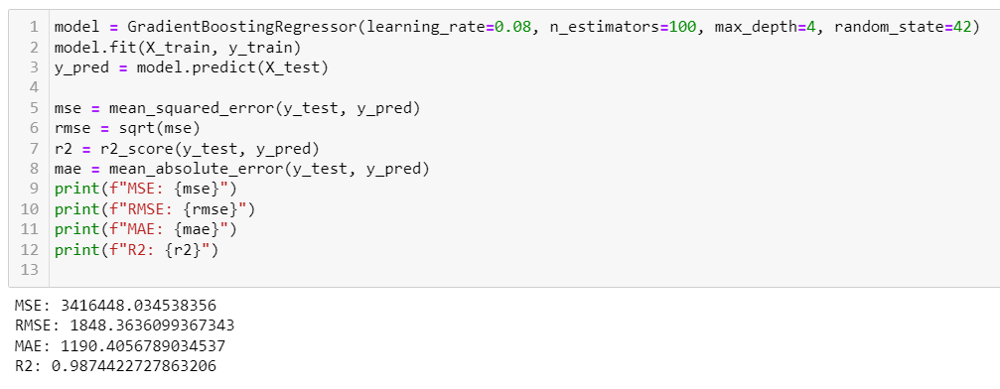 1 model = GradientBoostingRegressor(learning_rate=0.08, n_estimators=100, max_depth=4, random_state=42)
2 model.fit(X_train, y_train)
3 y_pred = model.predict(X_test)
4
5 mse = mean_squared_error(y_test, y_pred)
6 rmse = sqrt(mse)
7 r2 = r2_score(y_test, y_pred)
8 mae = mean_absolute_error(y_test, y_pred)
9 print(f"MSE: {mse}")
10 print(f"RMSE: {rmse}")
11 print(f"MAE: {mae}")
12 print(f"R2: {r2}")
13
MSE: 3416448.034538356
RMSE: 1848.3636099367343
MAE: 1190.4056789034537
R2: 0.9874422727863206